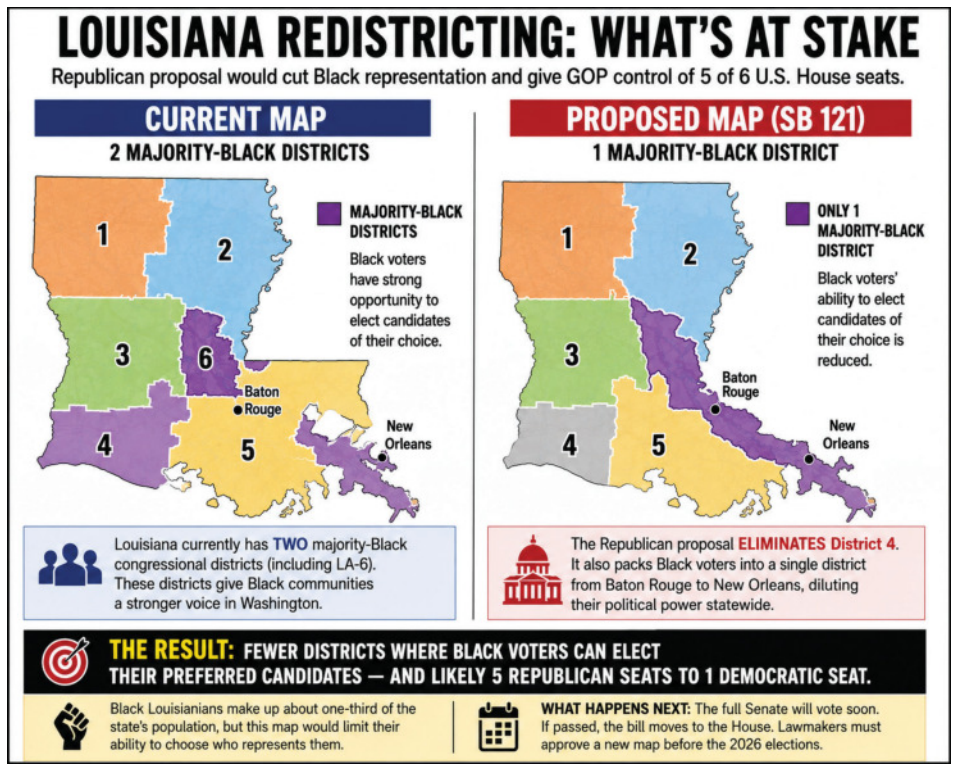 LOUISIANA REDISTRICTING: WHAT'S AT STAKE
Republican proposal would cut Black representation and give GOP control of 5 of 6 U.S. House seats.
CURRENT MAP
2 MAJORITY-BLACK DISTRICTS
1
2
3
6
4
5
Baton
Rouge
New
Orleans
MAJORITY-BLACK
DISTRICTS
Black voters
have strong
opportunity to
elect candidates
of their choice.
Louisiana currently has TWO majority-Black
congressional districts (including LA-6).
These districts give Black communities
a stronger voice in Washington.
PROPOSED MAP (SB 121)
1 MAJORITY-BLACK DISTRICT
1
2
3
4
5
Baton
Rouge
New
Orleans
ONLY 1
MAJORITY-BLACK
DISTRICT
Black voters'
ability to elect
candidates of
their choice is
reduced.
The Republican proposal ELIMINATES District 4.
It also packs Black voters into a single district
from Baton Rouge to New Orleans, diluting
their political power statewide.
THE RESULT: FEWER DISTRICTS WHERE BLACK VOTERS CAN ELECT
THEIR PREFERRED CANDIDATES — AND LIKELY 5 REPUBLICAN SEATS TO 1 DEMOCRATIC SEAT.
Black Louisianians make up about one-third of the
state's population, but this map would limit their
ability to choose who represents them.
WHAT HAPPENS NEXT: The full Senate will vote soon.
If passed, the bill moves to the House. Lawmakers must
approve a new map before the 2026 elections.